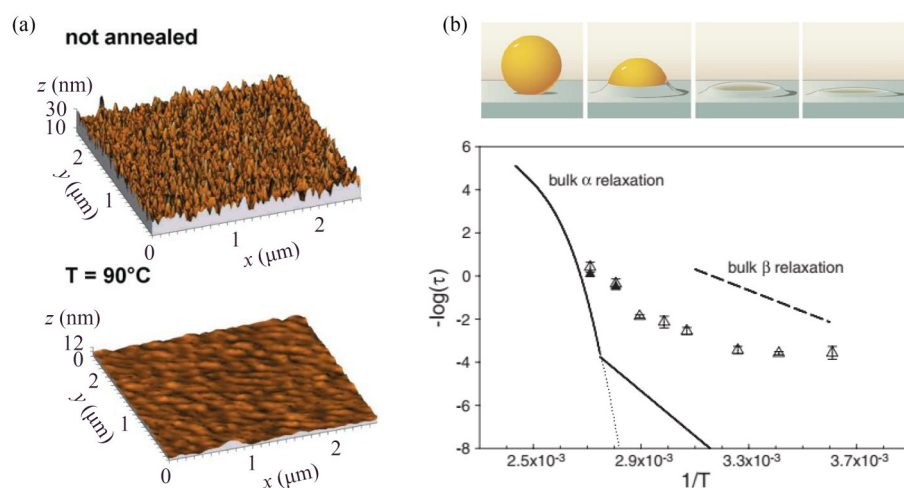 (a)
not annealed
z (nm)
30
10
2
1
0
y (μm)
0
1
2
x (μm)
T = 90°C
z (nm)
12
0
2
1
y (μm)
0
1
2
x (μm)
(b)
6
4
2
0
-2
-4
-6
-8
-log(τ)
bulk α relaxation
bulk β relaxation
2.5x10⁻³
2.9x10⁻³
3.3x10⁻³
3.7x10⁻³
1/T